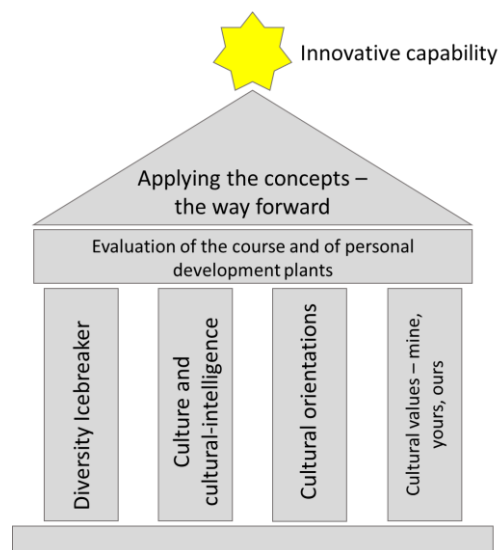 Innovative capability
Applying the concepts –
the way forward
Evaluation of the course and of personal
development plants
Diversity Icebreaker
Culture and
cultural-intelligence
Cultural orientations
Cultural values – mine,
yours, ours